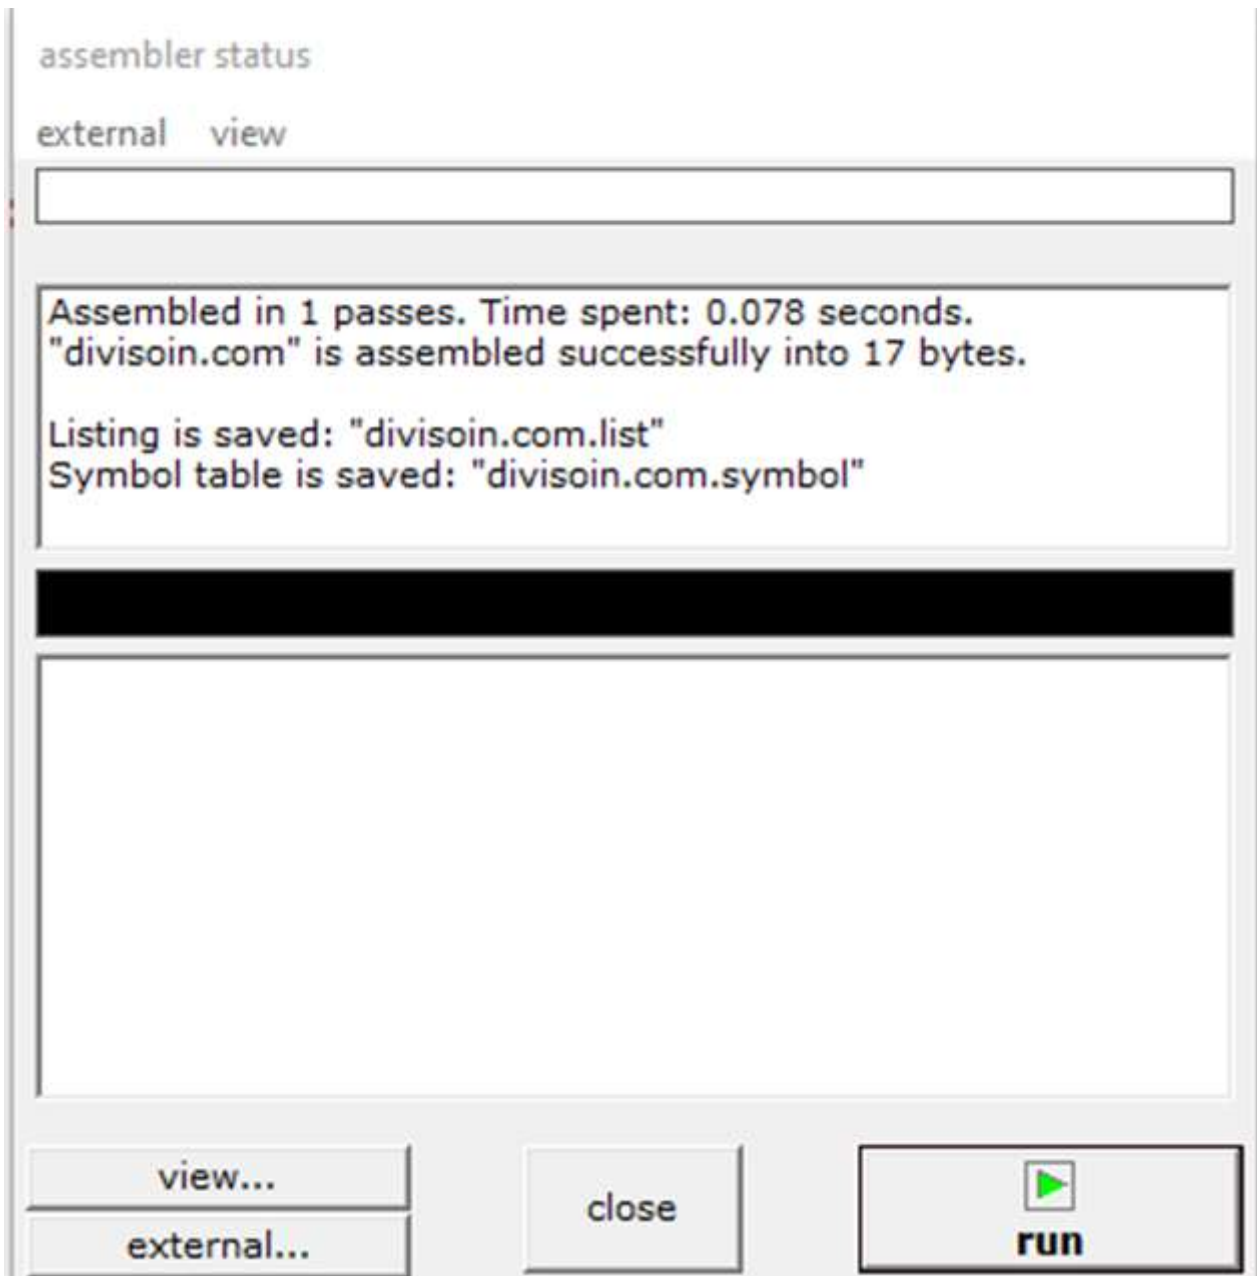 assembler status
external view
Assembled in 1 passes. Time spent: 0.078 seconds.
"divisoin.com" is assembled successfully into 17 bytes.
Listing is saved: "divisoin.com.list"
Symbol table is saved: "divisoin.com.symbol"
view...
close
external...
run